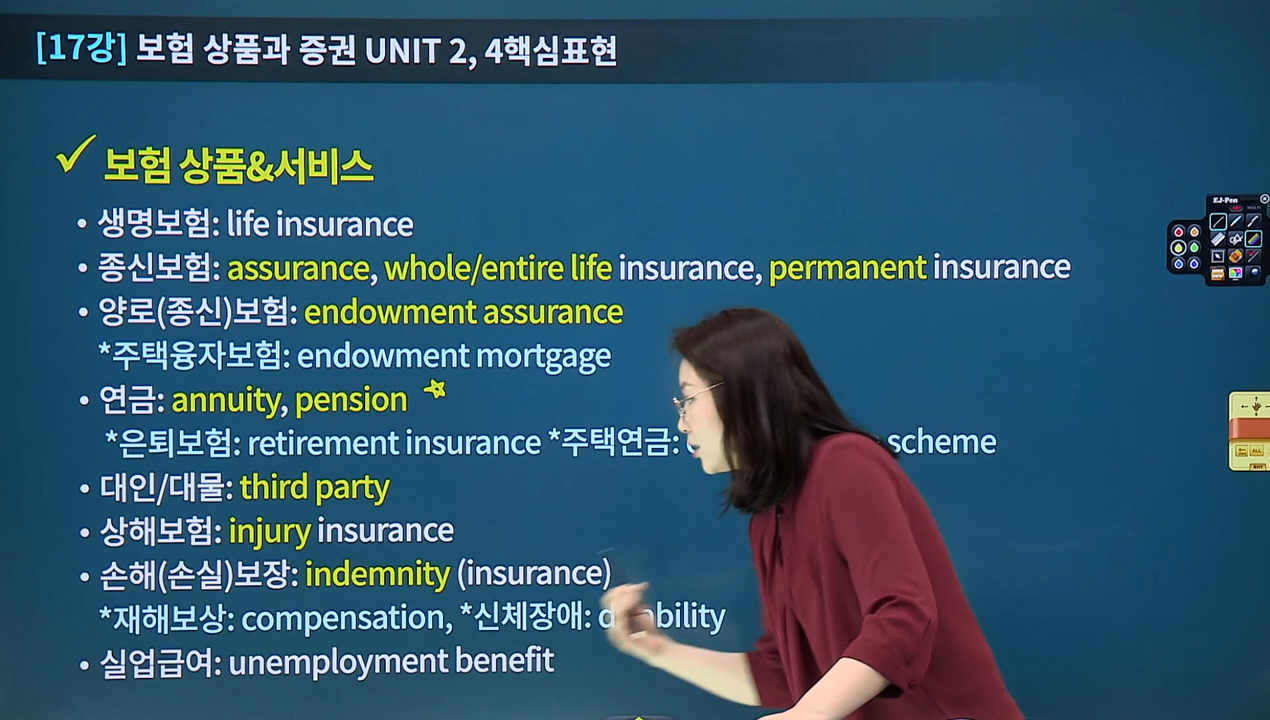 [17강] 보험 상품과 증권 UNIT 2, 4핵심표현
보험 상품&서비스
• 생명보험: life insurance
• 종신보험: assurance, whole/entire life insurance, permanent insurance
• 양로(종신)보험: endowment assurance
*주택융자보험: endowment mortgage
• 연금: annuity, pension
*은퇴보험: retirement insurance *주택연금: scheme
• 대인/대물: third party
• 상해보험: injury insurance
• 손해(손실)보장: indemnity (insurance)
*재해보상: compensation, *신체장애:
• 실업급여: unemployment benefit
EJ-Pen